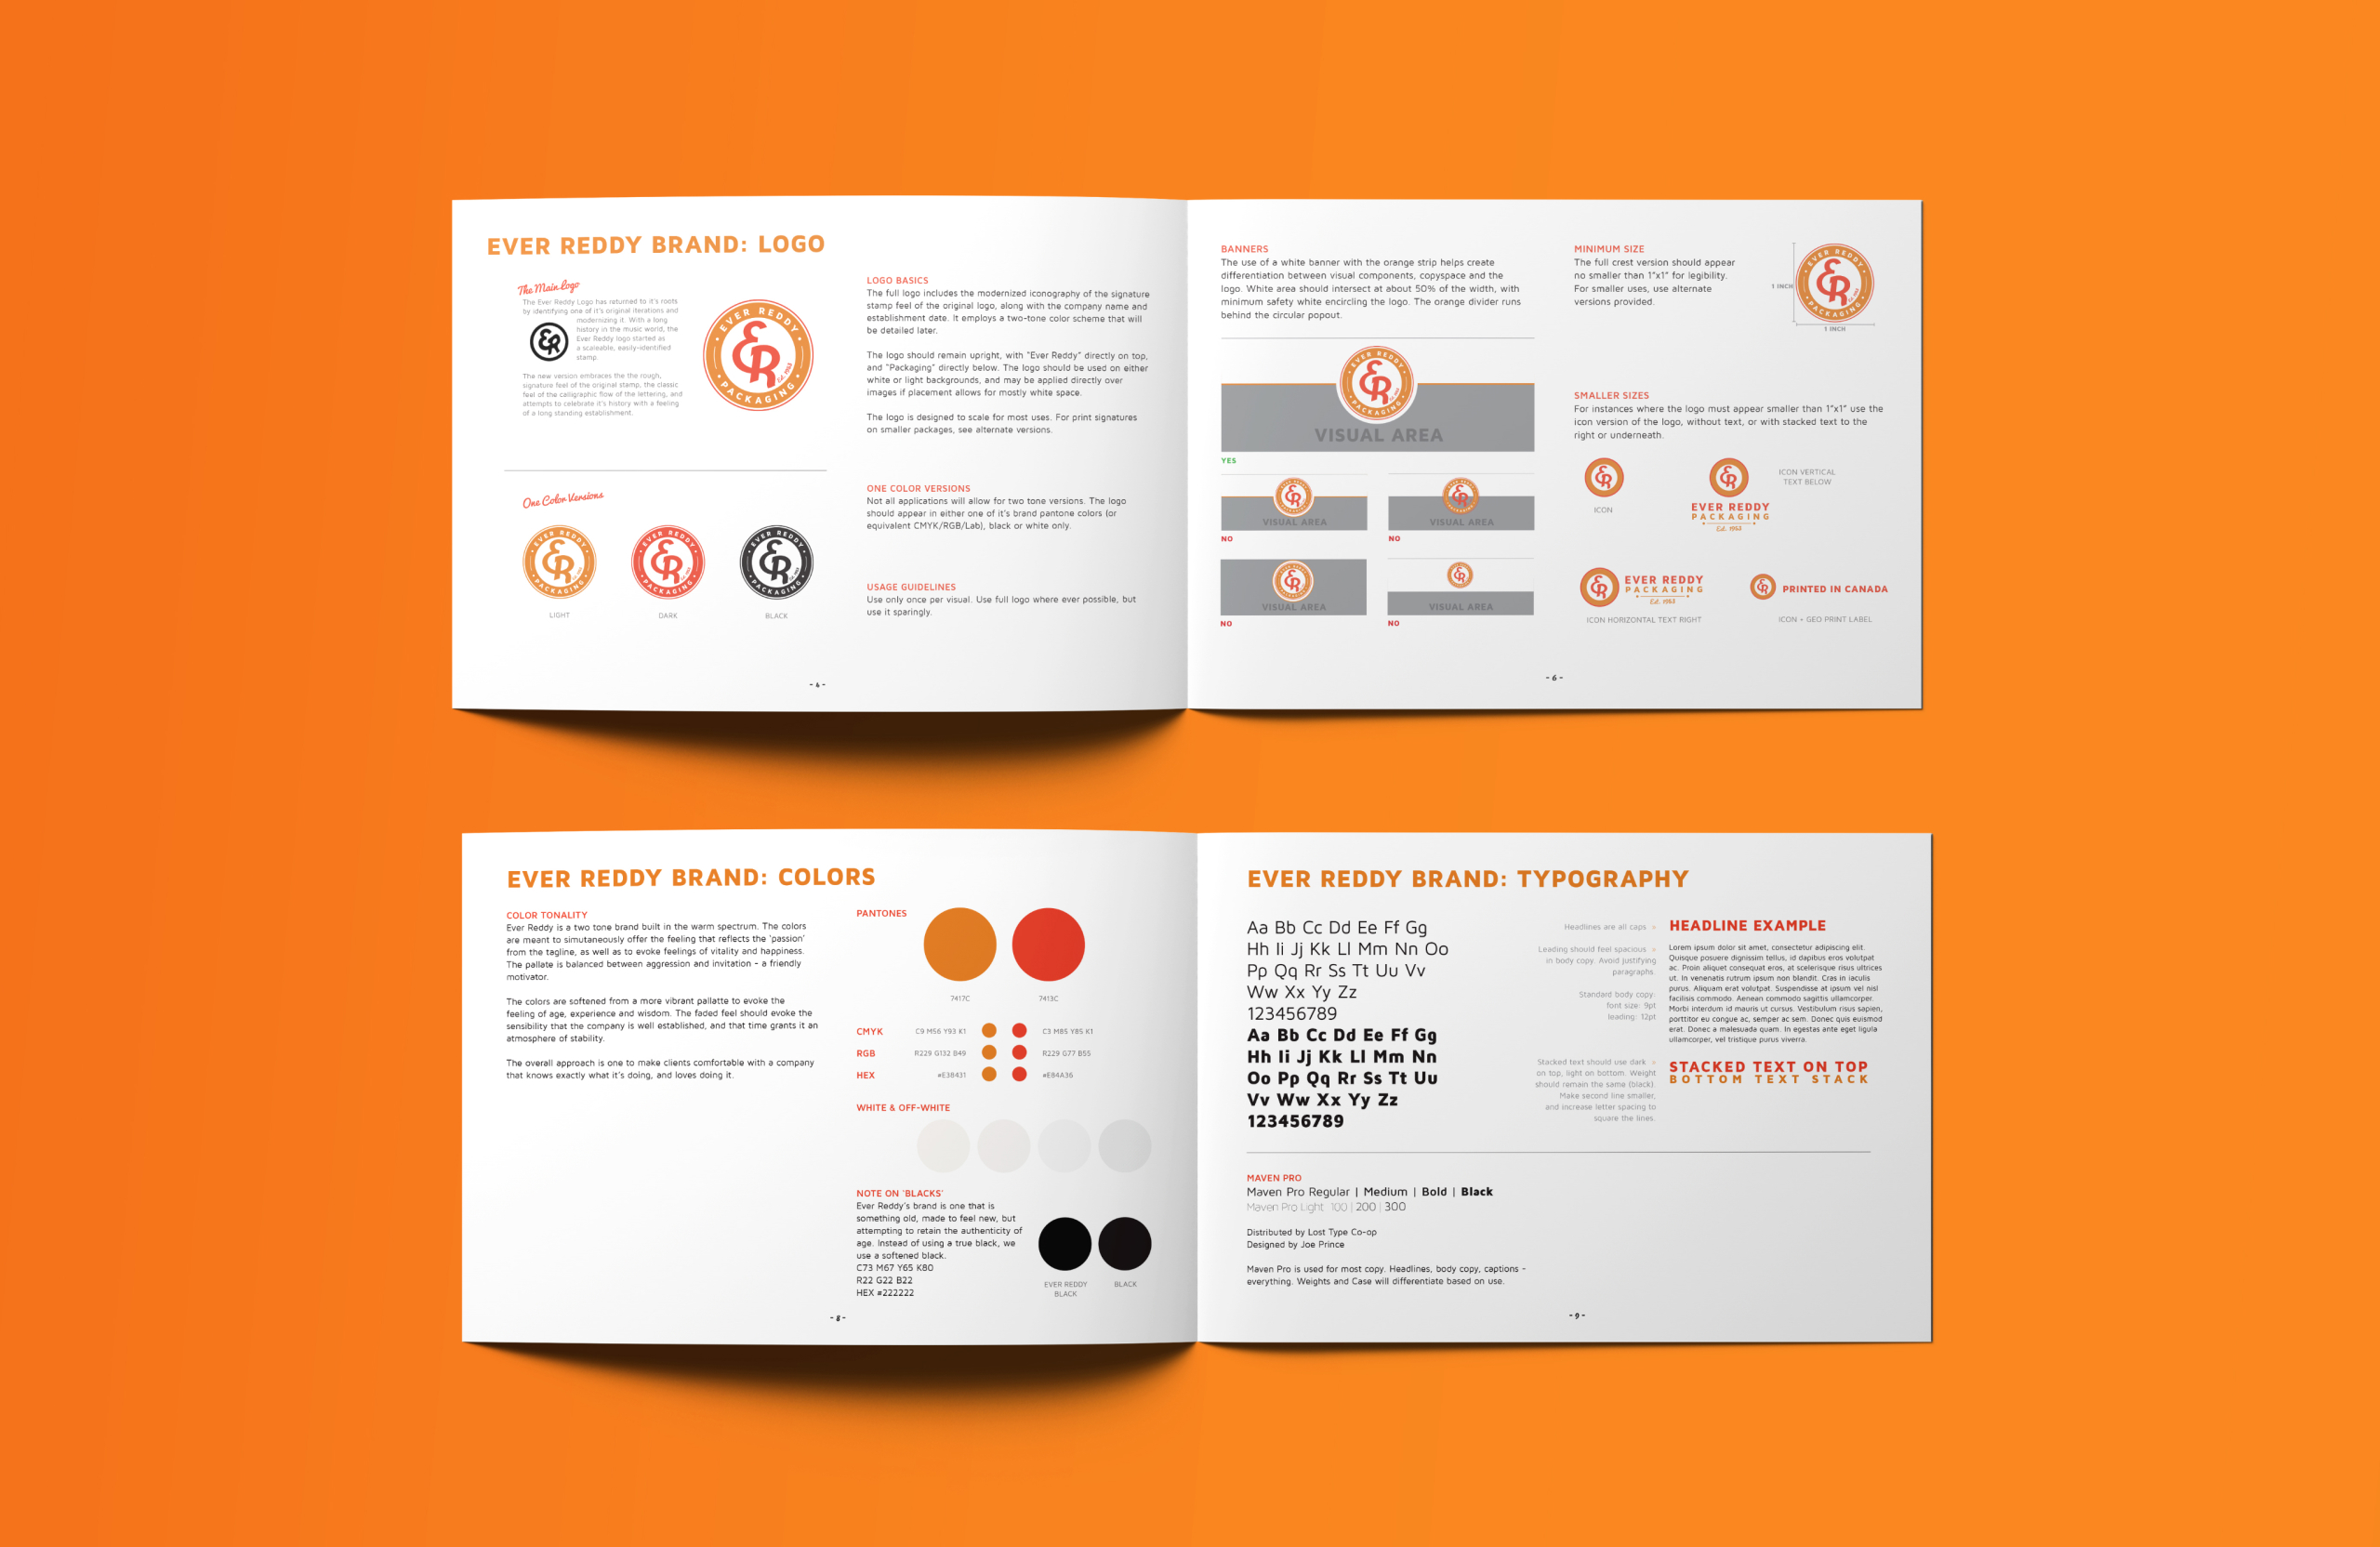 EVER REDDY BRAND: LOGO
The Main Logo
The Ever Reddy Logo has returned to it's roots
by identifying one of it's original iterations and
modernizing it. With a long
history in the music world, the
Ever Reddy logo started as
a scaleable, easily-identified
stamp.
ER
The new version embraces the the rough,
signature feel of the original stamp, the classic
feel of the calligraphic flow of the lettering, and
attempts to celebrate it's history with a feeling
of a long standing establishment.
EVER REDDY
ER
Est. 1953
PACKAGING
One Color Versions
EVER REDDY
ER
PACKAGING
EVER REDDY
ER
PACKAGING
EVER REDDY
ER
PACKAGING
LIGHT
DARK
BLACK
LOGO BASICS
The full logo includes the modernized iconography of the signature
stamp feel of the original logo, along with the company name and
establishment date. It employs a two-tone color scheme that will
be detailed later.
The logo should remain upright, with "Ever Reddy" directly on top,
and "Packaging" directly below. The logo should be used on either
white or light backgrounds, and may be applied directly over
images if placement allows for mostly white space.
The logo is designed to scale for most uses. For print signatures
on smaller packages, see alternate versions.
ONE COLOR VERSIONS
Not all applications will allow for two tone versions. The logo
should appear in either one of it's brand pantone colors (or
equivalent CMYK/RGB/Lab), black or white only.
USAGE GUIDELINES
Use only once per visual. Use full logo where ever possible, but
use it sparingly.
- 4 -
BANNERS
The use of a white banner with the orange strip helps create
differentiation between visual components, copyspace and the
logo. White area should intersect at about 50% of the width, with
minimum safety white encircling the logo. The orange divider runs
behind the circular popout.
EVER REDDY
ER
PACKAGING
VISUAL AREA
YES
VISUAL AREA
NO
VISUAL AREA
NO
VISUAL AREA
NO
VISUAL AREA
NO
MINIMUM SIZE
The full crest version should appear
no smaller than 1"x1" for legibility.
For smaller uses, use alternate
versions provided.
1 INCH
EVER REDDY
ER
PACKAGING
1 INCH
SMALLER SIZES
For instances where the logo must appear smaller than 1"x1" use the
icon version of the logo, without text, or with stacked text to the
right or underneath.
ER
ICON
ER
EVER REDDY
PACKAGING
Est. 1953
ICON VERTICAL
TEXT BELOW
ER
EVER REDDY
PACKAGING
Est. 1953
ICON HORIZONTAL TEXT RIGHT
ER
PRINTED IN CANADA
ICON + GEO PRINT LABEL
- 6 -
EVER REDDY BRAND: COLORS
COLOR TONALITY
Ever Reddy is a two tone brand built in the warm spectrum. The colors
are meant to simutaneously offer the feeling that reflects the 'passion'
from the tagline, as well as to evoke feelings of vitality and happiness.
The pallate is balanced between aggression and invitation - a friendly
motivator.
The colors are softened from a more vibrant pallatte to evoke the
feeling of age, experience and wisdom. The faded feel should evoke the
sensibility that the company is well established, and that time grants it an
atmosphere of stability.
The overall approach is one to make clients comfortable with a company
that knows exactly what it's doing, and loves doing it.
PANTONES
7417C
7413C
CMYK
C9 M56 Y93 K1
C3 M85 Y85 K1
RGB
R229 G132 B49
R229 G77 B55
HEX
#E38431
#E84A36
WHITE & OFF-WHITE
NOTE ON 'BLACKS'
Ever Reddy's brand is one that is
something old, made to feel new, but
attempting to retain the authenticity of
age. Instead of using a true black, we
use a softened black.
C73 M67 Y65 K80
R22 G22 B22
HEX #222222
EVER REDDY
BLACK
BLACK
- 8 -
EVER REDDY BRAND: TYPOGRAPHY
Aa Bb Cc Dd Ee Ff Gg
Hh Ii Jj Kk Ll Mm Nn Oo
Pp Qq Rr Ss Tt Uu Vv
Ww Xx Yy Zz
123456789
Aa Bb Cc Dd Ee Ff Gg
Hh Ii Jj Kk Ll Mm Nn
Oo Pp Qq Rr Ss Tt Uu
Vv Ww Xx Yy Zz
123456789
Headlines are all caps »
Leading should feel spacious »
in body copy. Avoid justifying
paragraphs.
Standard body copy:
font size: 9pt
leading: 12pt
Stacked text should use dark »
on top, light on bottom. Weight
should remain the same (black).
Make second line smaller,
and increase letter spacing to
square the lines.
HEADLINE EXAMPLE
Lorem ipsum dolor sit amet, consectetur adipiscing elit.
Quisque posuere dignissim tellus, id dapibus eros volutpat
ac. Proin aliquet consequat eros, at scelerisque risus ultrices
ut. In venenatis rutrum ipsum non blandit. Cras in iaculis
purus. Aliquam erat volutpat. Suspendisse at ipsum vel nisl
facilisis commodo. Aenean commodo sagittis ullamcorper.
Morbi interdum id mauris ut cursus. Vestibulum risus sapien,
porttitor eu congue ac, semper ac sem. Donec quis euismod
erat. Donec a malesuada quam. In egestas ante eget ligula
ullamcorper, vel tristique purus viverra.
STACKED TEXT ON TOP
BOTTOM TEXT STACK
MAVEN PRO
Maven Pro Regular | Medium | Bold | Black
Maven Pro Light 100 | 200 | 300
Distributed by Lost Type Co-op
Designed by Joe Prince
Maven Pro is used for most copy. Headlines, body copy, captions -
everything. Weights and Case will differentiate based on use.
- 9 -